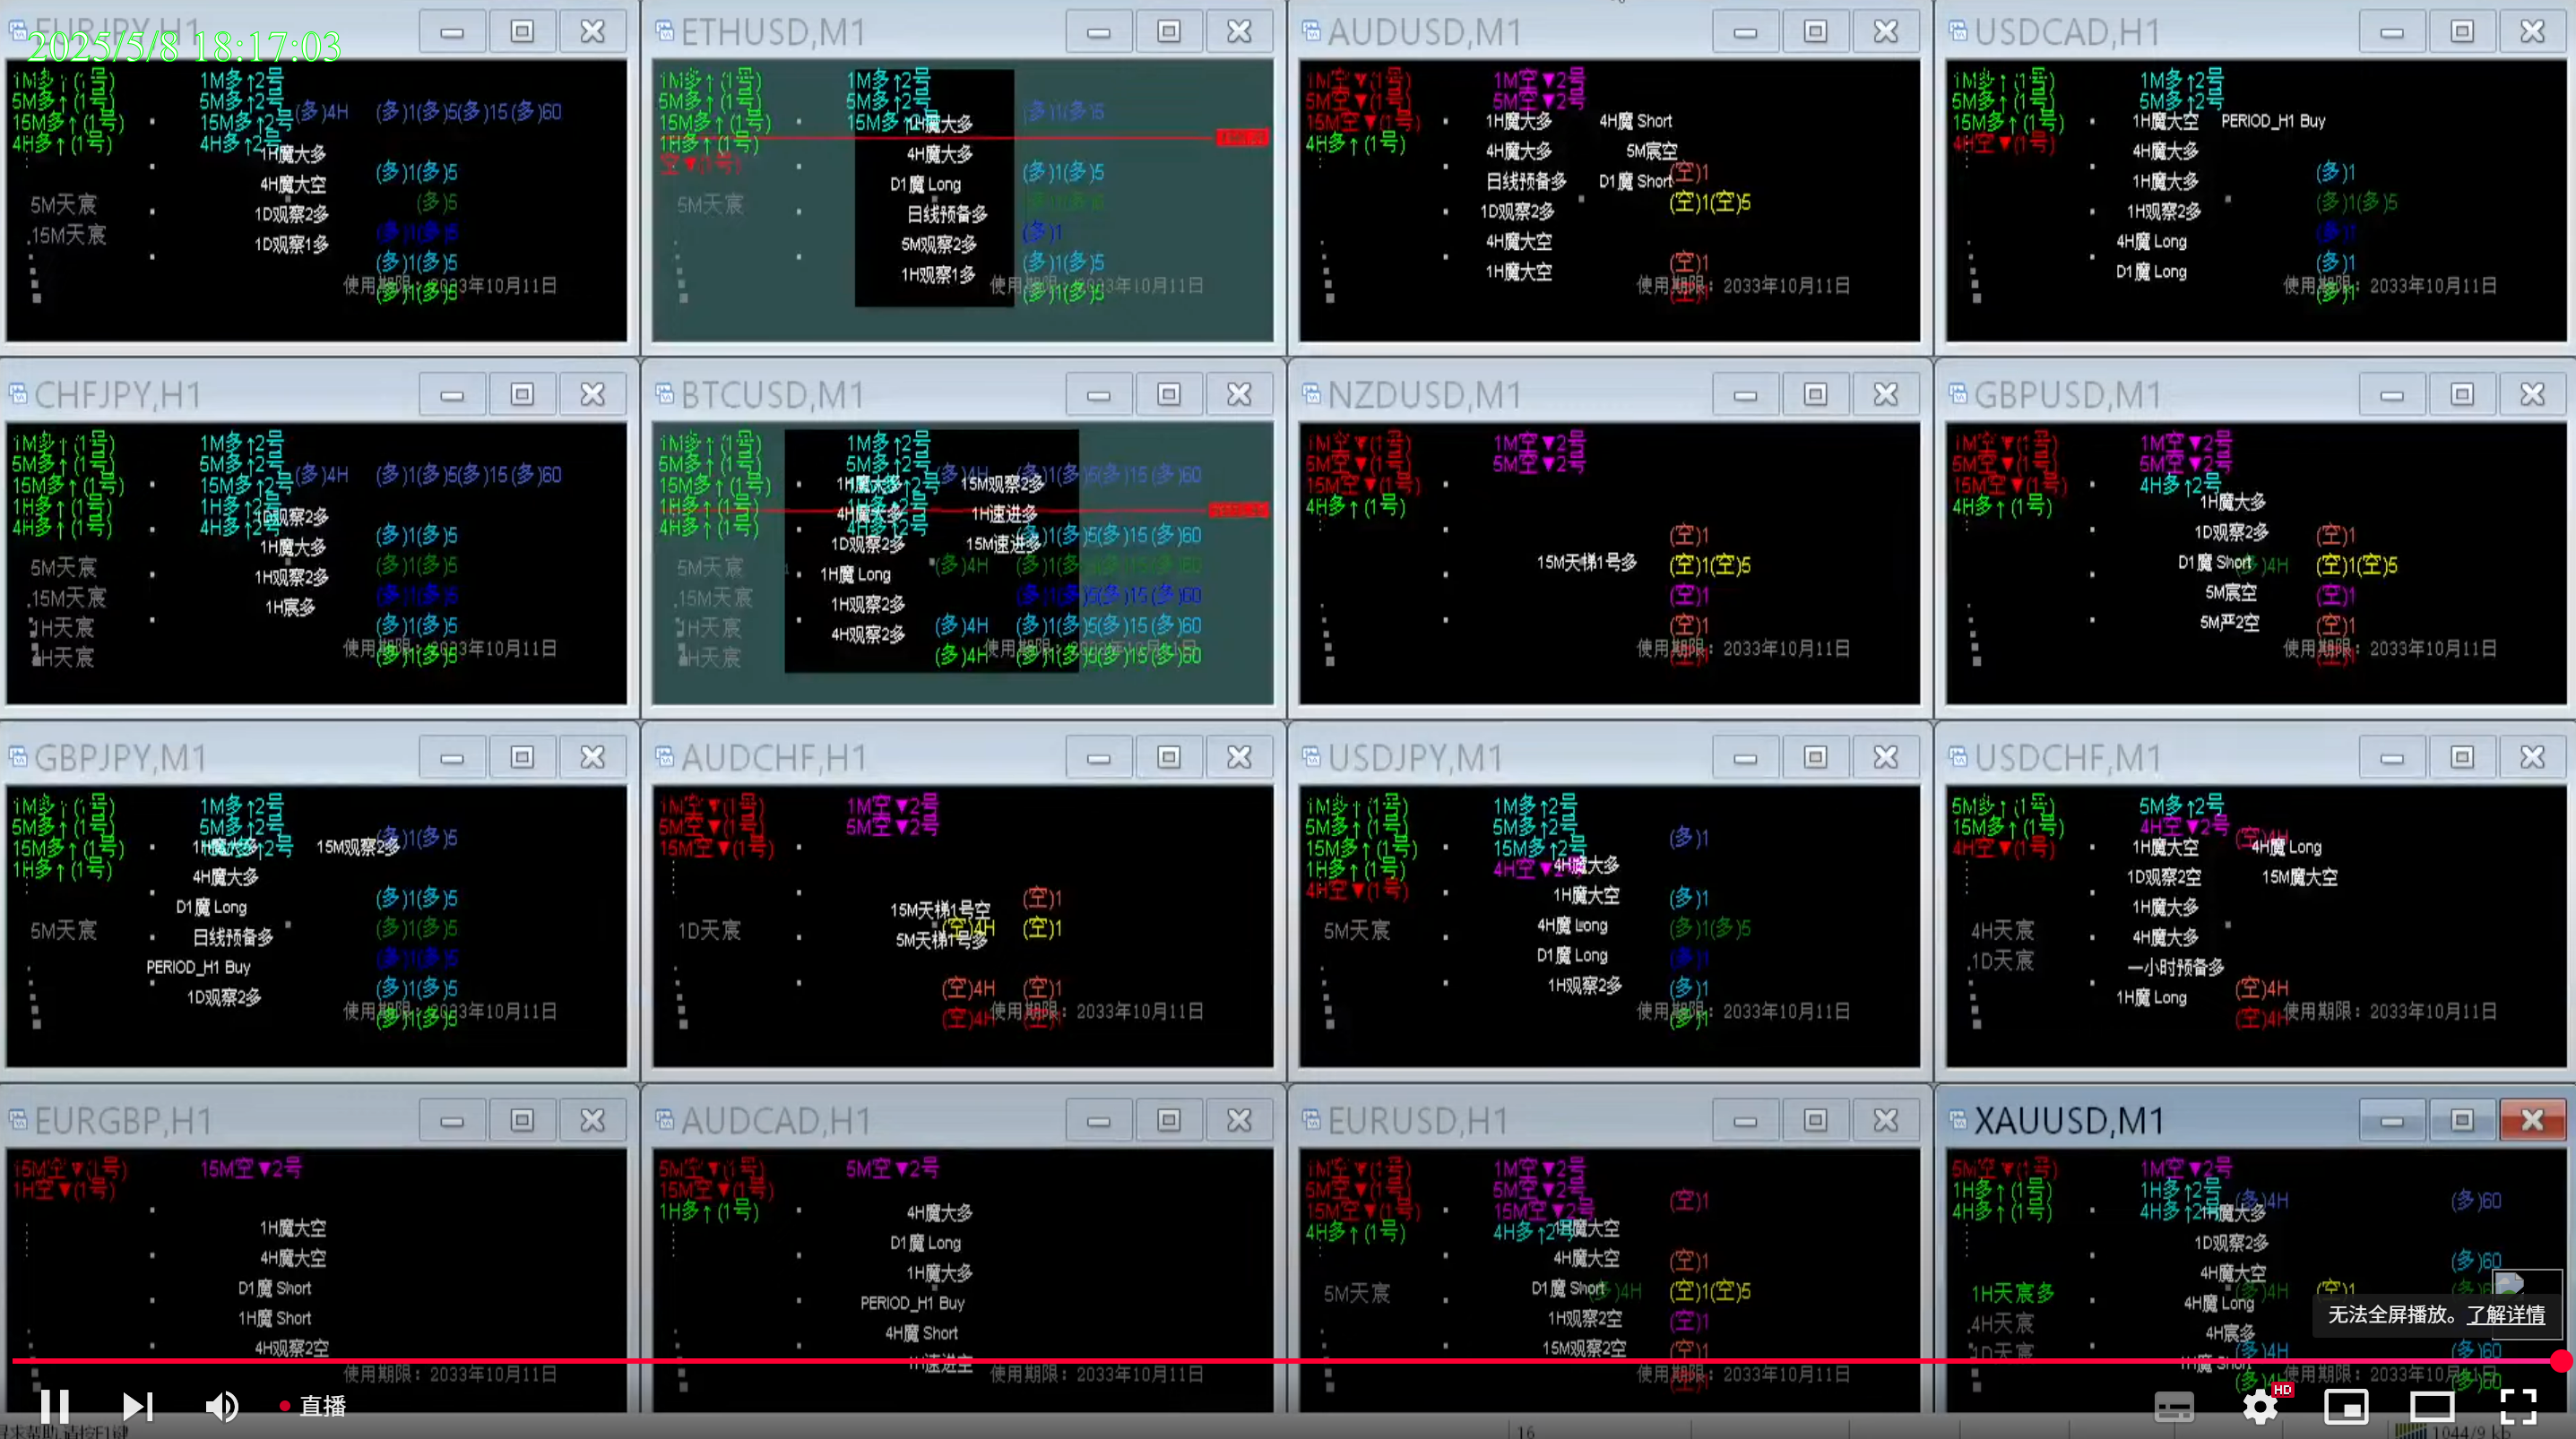 EURJPY,H1
2025/5/8 18:17:03
1M多↑(1号)
5M多↑(1号)
15M多↑(1号)
4H多↑(1号)
1M多↑2号
5M多↑2号
15M多↑2号
4H多↑2号
(多)4H (多)1(多)5(多)15(多)60
1H魔大多
4H魔大空
1D观察2多
1D观察1多
5M天宸
.15M天宸
(多)1(多)5
(多)5
(多)1(多)5
(多)1(多)5
(多)1(多)5
ETHUSD,M1
1M多↑(1号)
5M多↑(1号)
15M多↑(1号)
1H多↑(1号)
空▼(1号)
1M多↑2号
5M多↑2号
15M多↑2号
1H魔大多
4H魔大多
D1魔 Long
日线预备多
5M观察2多
1H观察1多
5M天宸
(多)1(多)5
(多)1(多)5
(多)1(多)5
(多)1
(多)1(多)5
(多)1(多)5
AUDUSD,M1
1M空▼(1号)
5M空▼(1号)
15M空▼(1号)
4H多↑(1号)
1M空▼2号
5M空▼2号
1H魔大多 4H魔 Short
4H魔大多 5M宸空
日线预备多 D1魔 Short
1D观察2多
4H魔大空
1H魔大空
(空)1
(空)1(空)5
(空)1
使用期限：2033年10月11日
USDCAD,H1
1M多↑(1号)
5M多↑(1号)
15M多↑(1号)
4H空▼(1号)
1M多↑2号
5M多↑2号
1H魔大空 PERIOD_H1 Buy
4H魔大多
1H魔大多
1H观察2多
4H魔 Long
D1魔 Long
(多)1
(多)1(多)5
(多)1
(多)1
(多)1
使用期限：2033年10月11日
CHFJPY,H1
1M多↑(1号)
5M多↑(1号)
15M多↑(1号)
1H多↑(1号)
4H多↑(1号)
1M多↑2号
5M多↑2号
15M多↑2号
1H多↑2号
4H多↑2号
(多)4H (多)1(多)5(多)15(多)60
1D观察2多
1H魔大多
1H观察2多
1H宸多
5M天宸
.15M天宸
1H天宸
4H天宸
(多)1(多)5
(多)1(多)5
(多)1(多)5
(多)1(多)5
(多)1(多)5
BTCUSD,M1
1M多↑(1号)
5M多↑(1号)
15M多↑(1号)
1H多↑(1号)
4H多↑(1号)
1M多↑2号
5M多↑2号
15M多↑2号
1H多↑2号
4H多↑2号
(多)4H (多)1(多)5(多)15(多)60
1H魔大多 15M观察2多
4H魔大多 1H速进多
1D观察2多 15M速进多
1H魔 Long
1H观察2多
4H观察2多
5M天宸
.15M天宸
1H天宸
4H天宸
(多)1(多)5(多)15(多)60
(多)4H (多)1(多)5(多)15(多)60
(多)1(多)5(多)15(多)60
(多)4H (多)1(多)5(多)15(多)60
(多)4H (多)1(多)5(多)15(多)60
NZDUSD,M1
1M空▼(1号)
5M空▼(1号)
15M空▼(1号)
4H多↑(1号)
1M空▼2号
5M空▼2号
15M天梯1号多
(空)1
(空)1(空)5
(空)1
(空)1
使用期限：2033年10月11日
GBPUSD,M1
1M空▼(1号)
5M空▼(1号)
15M空▼(1号)
4H多↑(1号)
1M空▼2号
5M空▼2号
4H多↑2号
1H魔大多
1D观察2多
D1魔 Short
5M宸空
5M严2空
(空)1
(多)4H (空)1(空)5
(空)1
(空)1
使用期限：2033年10月11日
GBPJPY,M1
1M多↑(1号)
5M多↑(1号)
15M多↑(1号)
1H多↑(1号)
1M多↑2号
5M多↑2号
15M多↑2号
(多)1(多)5
1H魔大多 15M观察2多
4H魔大多
D1魔 Long
日线预备多
PERIOD_H1 Buy
1D观察2多
5M天宸
(多)1(多)5
(多)1(多)5
(多)1(多)5
(多)1(多)5
(多)1(多)5
AUDCHF,H1
1M空▼(1号)
5M空▼(1号)
15M空▼(1号)
1M空▼2号
5M空▼2号
15M天梯1号空
5M天梯1号多
1D天宸
(空)1
(空)4H (空)1
(空)4H (空)1
(空)4H (空)1
使用期限：2033年10月11日
USDJPY,M1
1M多↑(1号)
5M多↑(1号)
15M多↑(1号)
1H多↑(1号)
4H空▼(1号)
1M多↑2号
5M多↑2号
15M多↑2号
4H空▼2号
4H魔大多
1H魔大空
4H魔 Long
D1魔 Long
1H观察2多
5M天宸
(多)1
(多)1
(多)1(多)5
(多)1
(多)1
(多)1
使用期限：2033年10月11日
USDCHF,M1
5M多↑(1号)
15M多↑(1号)
4H空▼(1号)
5M多↑2号
4H空▼2号
(空)4H
1H魔大空 4H魔 Long
1D观察2空 15M魔大空
1H魔大多
4H魔大多
一小时预备多
1H魔 Long
4H天宸
.1D天宸
(空)4H
(空)4H
使用期限：2033年10月11日
EURGBP,H1
15M空▼(1号)
1H空▼(1号)
15M空▼2号
1H魔大空
4H魔大空
D1魔 Short
1H魔 Short
4H观察2空
使用期限：2033年10月11日
AUDCAD,H1
5M空▼(1号)
15M空▼(1号)
1H多↑(1号)
5M空▼2号
4H魔大多
D1魔 Long
1H魔大多
PERIOD_H1 Buy
4H魔 Short
1H速进空
使用期限：2033年10月11日
EURUSD,H1
1M空▼(1号)
5M空▼(1号)
15M空▼(1号)
4H多↑(1号)
1M空▼2号
5M空▼2号
15M空▼2号
4H多↑2号
1H魔大空
4H魔大空
D1魔 Short
1H观察2空
15M观察2空
5M天宸
(空)1
(空)1
(多)4H (空)1(空)5
(空)1
(空)1
使用期限：2033年10月11日
XAUUSD,M1
5M空▼(1号)
1H多↑(1号)
4H多↑(1号)
1M空▼2号
1H多↑2号
4H多↑2号
(多)4H (多)60
1H魔大多
1D观察2多
4H魔大空
4H魔 Long
4H宸多
1H魔 Short
1H天宸多
.4H天宸
1D天宸
(多)60
(多)4H (空)1
(多)4H (多)60
无法全屏播放。了解详情
直播
HD
16